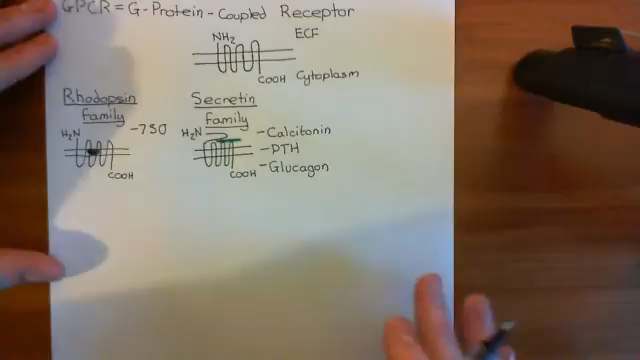 GPCR = G-Protein-Coupled Receptor
NH2
ECF
COOH
Cytoplasm
Rhodopsin
Family
-750
H2N
COOH
Secretin
Family
H2N
COOH
-Calcitonin
-PTH
-Glucagon